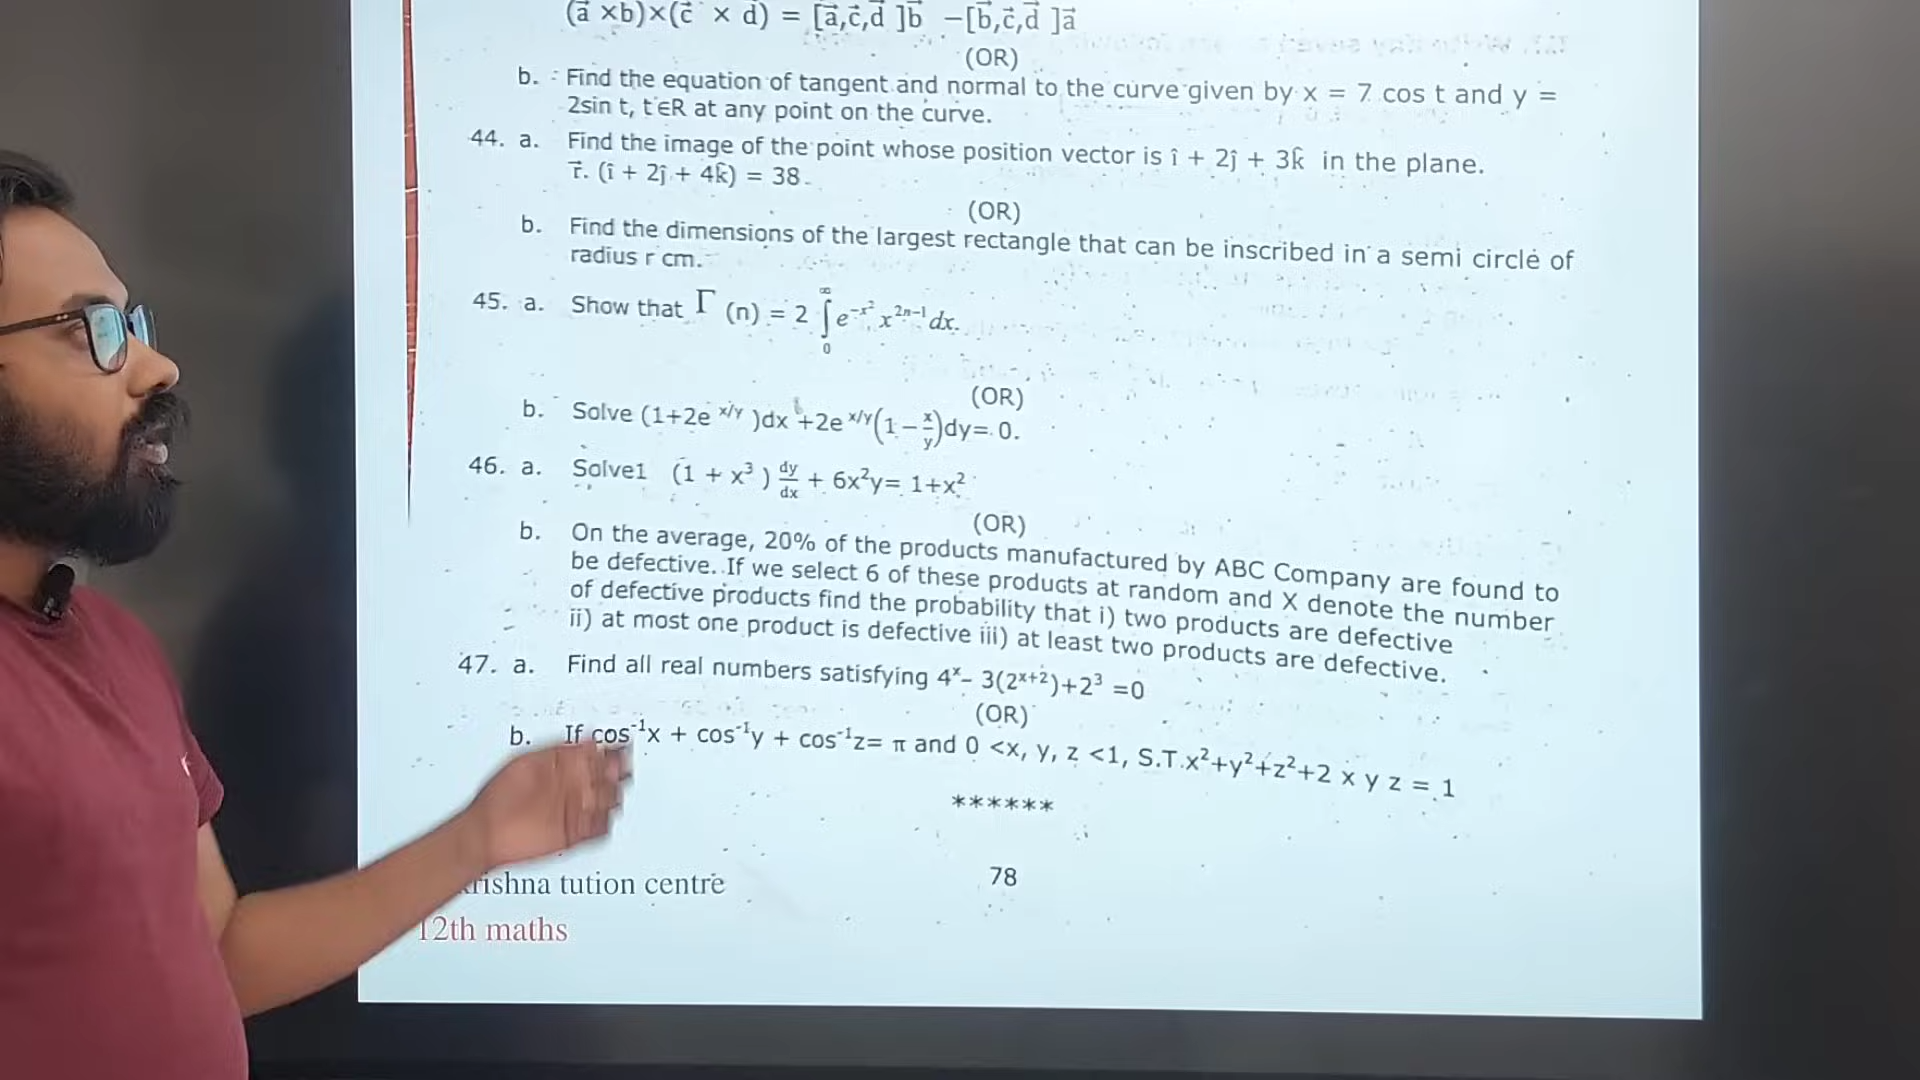 (a⃗ ×b⃗)×(c⃗ × d⃗) = [a⃗,c⃗,d⃗ ]b⃗ −[b⃗,c⃗,d⃗ ]a⃗
(OR)
b. Find the equation of tangent and normal to the curve given by x = 7 cos t and y =
2sin t, t∈R at any point on the curve.
44. a. Find the image of the point whose position vector is î + 2ĵ + 3k̂ in the plane.
r⃗. (î + 2ĵ + 4k̂) = 38
(OR)
b. Find the dimensions of the largest rectangle that can be inscribed in a semi circle of
radius r cm.
45. a. Show that Γ (n) = 2 ∫₀^∞ e^(-x²) x^(2n-1) dx.
(OR)
b. Solve (1+2e^(x/y) )dx +2e^(x/y)(1 − x/y)dy= 0.
46. a. Solve1 (1 + x³ ) dy/dx + 6x²y= 1+x²
(OR)
b. On the average, 20% of the products manufactured by ABC Company are found to
be defective. If we select 6 of these products at random and X denote the number
of defective products find the probability that i) two products are defective
ii) at most one product is defective iii) at least two products are defective.
47. a. Find all real numbers satisfying 4ˣ– 3(2ˣ⁺²)+2³ =0
(OR)
b. If cos⁻¹x + cos⁻¹y + cos⁻¹z= π and 0 <x, y, z <1, S.T.x²+y²+z²+2 x y z = 1
******
rishna tution centre
78
12th maths